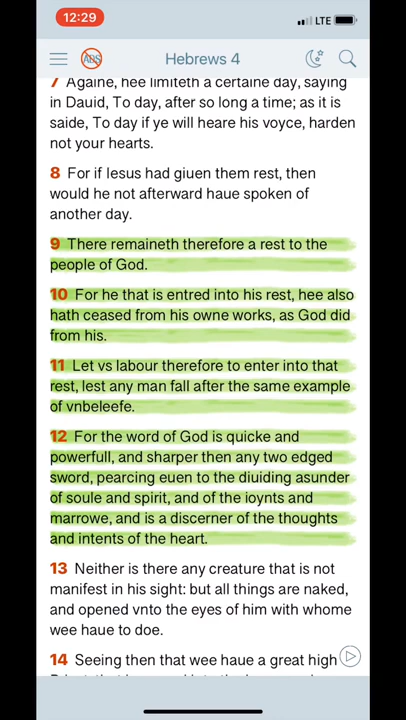 12:29
LTE
ADS
Hebrews 4
7 Againe, hee limiteth a certaine day, saying
in Dauid, To day, after so long a time; as it is
saide, To day if ye will heare his voyce, harden
not your hearts.
8 For if Iesus had giuen them rest, then
would he not afterward haue spoken of
another day.
9 There remaineth therefore a rest to the
people of God.
10 For he that is entred into his rest, hee also
hath ceased from his owne works, as God did
from his.
11 Let vs labour therefore to enter into that
rest, lest any man fall after the same example
of vnbeleefe.
12 For the word of God is quicke and
powerfull, and sharper then any two edged
sword, pearcing euen to the diuiding asunder
of soule and spirit, and of the ioynts and
marrowe, and is a discerner of the thoughts
and intents of the heart.
13 Neither is there any creature that is not
manifest in his sight: but all things are naked,
and opened vnto the eyes of him with whome
wee haue to doe.
14 Seeing then that wee haue a great high